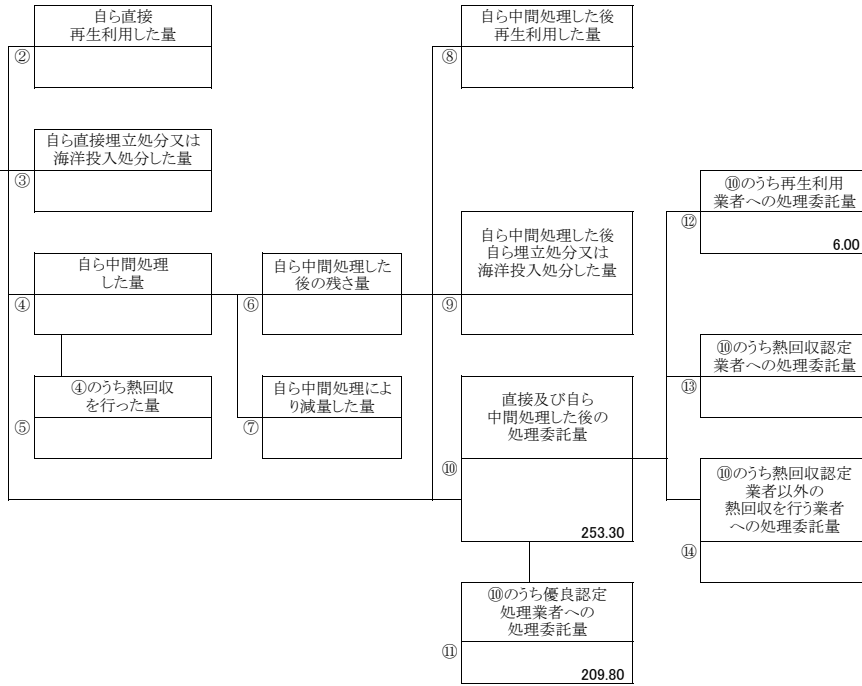 自ら直接
再生利用した量
②
自ら直接埋立処分又は
海洋投入処分した量
③
自ら中間処理
した量
④
④のうち熱回収
を行った量
⑤
自ら中間処理した
後の残さ量
⑥
自ら中間処理によ
り減量した量
⑦
自ら中間処理した後
再生利用した量
⑧
自ら中間処理した後
自ら埋立処分又は
海洋投入処分した量
⑨
直接及び自ら
中間処理した後の
処理委託量
⑩
253.30
⑩のうち優良認定
処理業者への
処理委託量
⑪
209.80
⑩のうち再生利用
業者への処理委託量
⑫
6.00
⑩のうち熱回収認定
業者への処理委託量
⑬
⑩のうち熱回収認定
業者以外の
熱回収を行う業者
への処理委託量
⑭